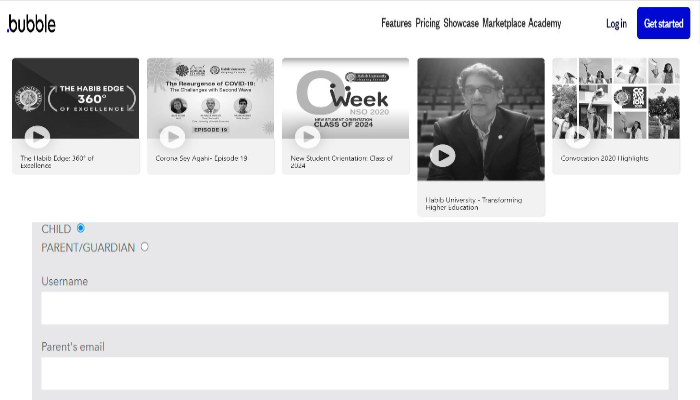 .bubble
Features Pricing Showcase Marketplace Academy
Log in
Get started
THE HABIB EDGE
360°
OF EXCELLENCE
The Habib Edge: 360° of
Excellence
The Resurgence of COVID-19:
The Challenges with Second Wave
EPISODE 19
Corona Sey Agahi- Episode 19
Week
NSO 2020
NEW STUDENT ORIENTATION
CLASS OF 2024
New Student Orientation: Class of
2024
Habib University - Transforming
Higher Education
Convocation 2020 Highlights
CHILD
PARENT/GUARDIAN
Username
Parent's email